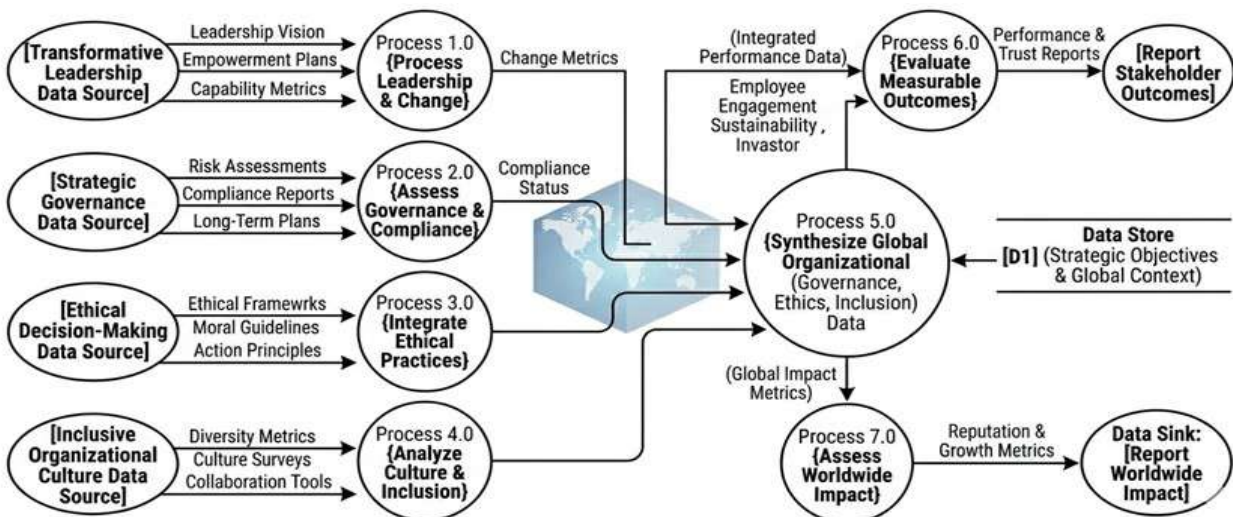 [Transformative
Leadership
Data Source]
Leadership Vision
Empowerment Plans
Capability Metrics
Process 1.0
{Process
Leadership
& Change}
Change Metrics
(Integrated
Performance Data)
Employee
Engagement
Sustainability ,
Invastor
Process 6.0
{Evaluate
Measurable
Outcomes}
Performance &
Trust Reports
[Report
Stakeholder
Outcomes]
[Strategic
Governance
Data Source]
Risk Assessments
Compliance Reports
Long-Term Plans
Process 2.0
{Assess
Governance &
Compliance}
Compliance
Status
Process 5.0
{Synthesize Global
Organizational
(Governance,
Ethics, Inclusion)
Data
Data Store
[D1] (Strategic Objectives
& Global Context)
[Ethical
Decision-Making
Data Source]
Ethical Framewrks
Moral Guidelines
Action Principles
Process 3.0
{Integrate
Ethical
Practices}
(Global Impact
Metrics)
[Inclusive
Organizational
Culture Data
Source]
Diversity Metrics
Culture Surveys
Collaboration Tools
Process 4.0
{Analyze
Culture &
Inclusion}
Process 7.0
{Assess
Worldwide
Impact}
Reputation &
Growth Metrics
Data Sink:
[Report
Worldwide
Impact]